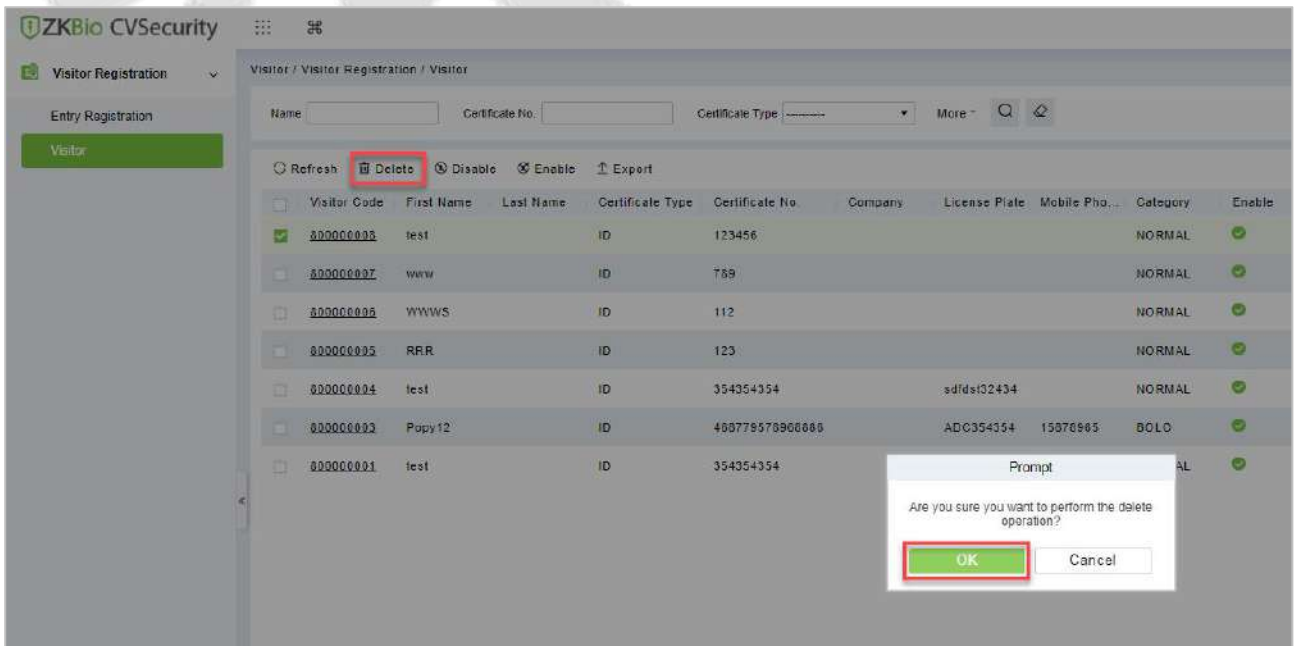 ZKBio CVSecurity
Visitor Registration
Entry Registration
Visitor
Visitor / Visitor Registration / Visitor
Name Certificate No. Certificate Type ---------- More
Refresh Delete Disable Enable Export
Visitor Code First Name Last Name Certificate Type Certificate No. Company License Plate Mobile Pho... Category Enable
800000008 test ID 123456 NORMAL
800000007 www ID 789 NORMAL
800000006 WWWS ID 112 NORMAL
800000005 RRR ID 123 NORMAL
800000004 test ID 354354354 sdfdsf32434 NORMAL
800000003 Popy12 ID ADC354354 BOLO
800000001 test ID 354354354 AL
Prompt
Are you sure you want to perform the delete
operation?
OK Cancel